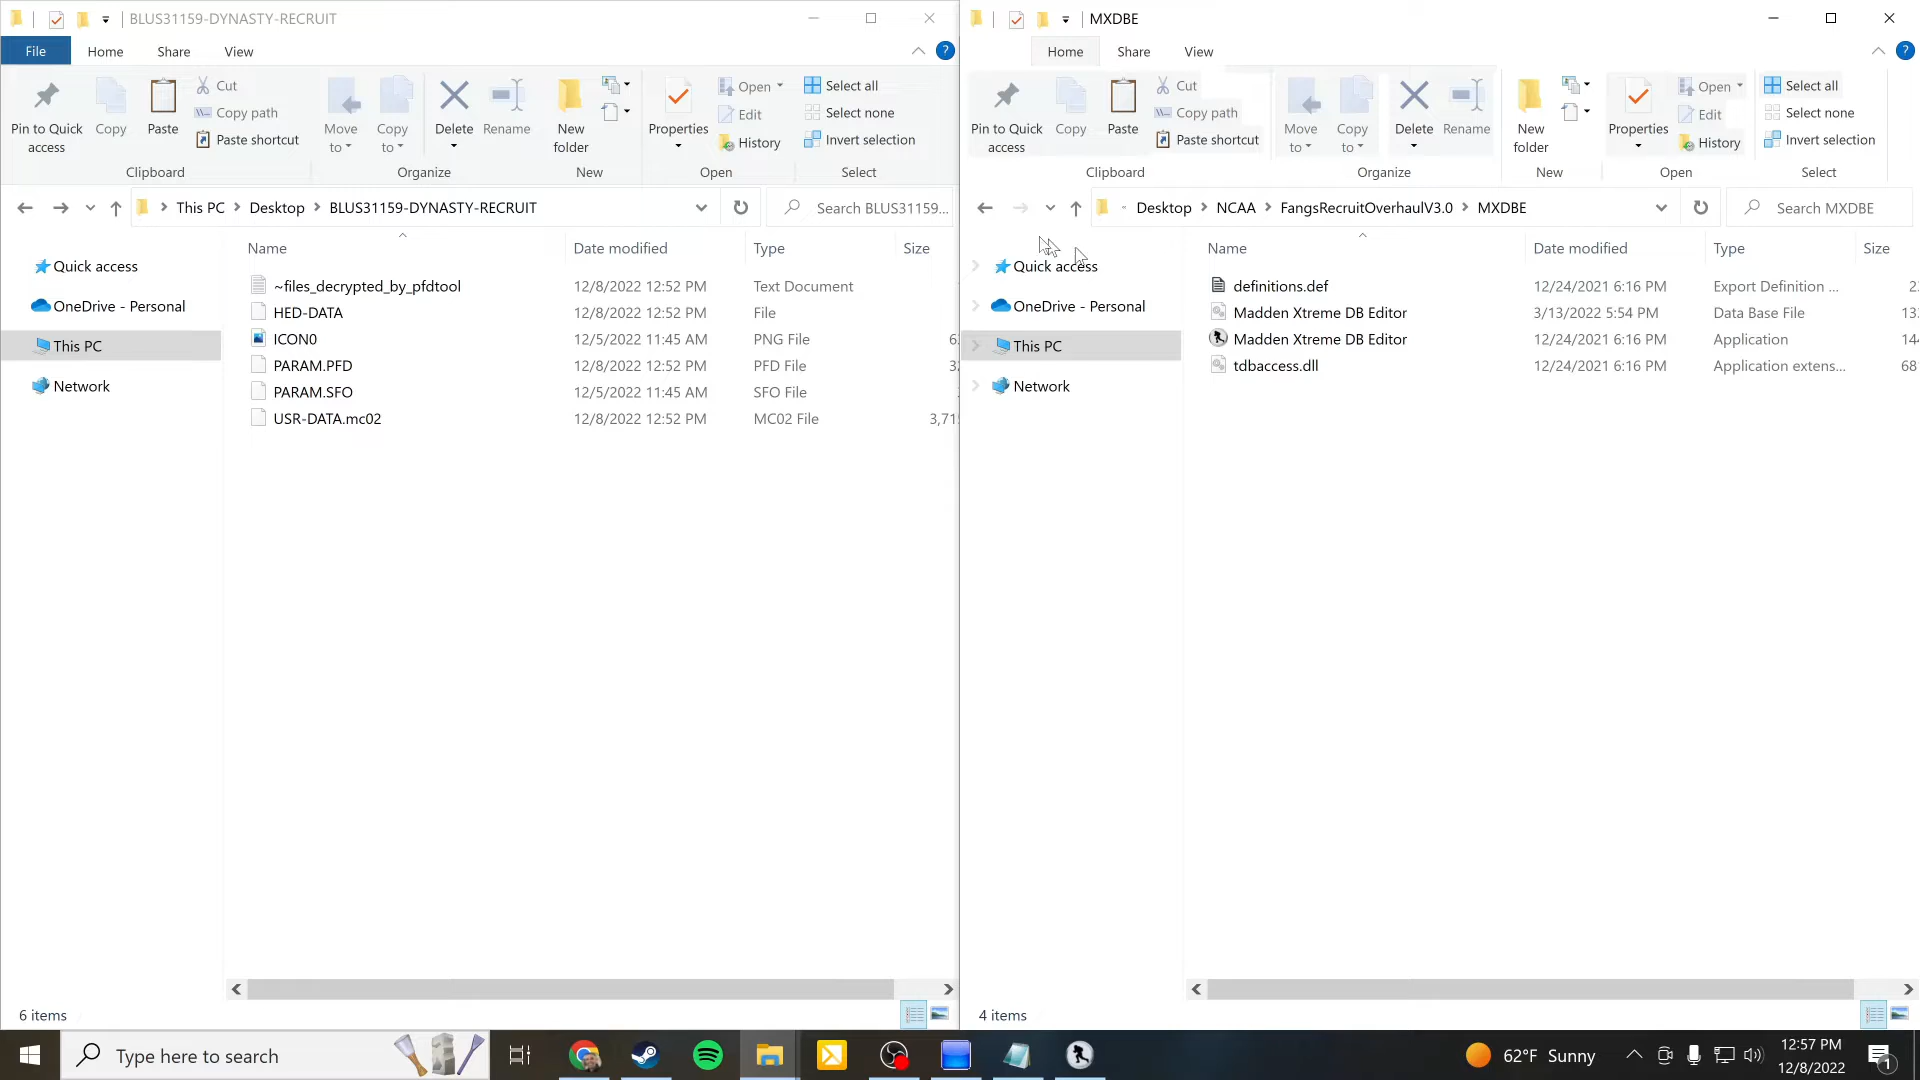 BLUS31159-DYNASTY-RECRUIT
File
Home
Share
View
Pin to Quick access
Copy
Paste
Cut
Copy path
Paste shortcut
Clipboard
Move to
Copy to
Delete
Rename
Organize
New folder
New
Properties
Open
Edit
History
Open
Select all
Select none
Invert selection
Select
This PC
Desktop
BLUS31159-DYNASTY-RECRUIT
Search BLUS31159...
Quick access
OneDrive - Personal
This PC
Network
Name Date modified Type Size
~files_decrypted_by_pfdtool 12/8/2022 12:52 PM Text Document
HED-DATA 12/8/2022 12:52 PM File
ICON0 12/5/2022 11:45 AM PNG File 6
PARAM.PFD 12/8/2022 12:52 PM PFD File 3
PARAM.SFO 12/5/2022 11:45 AM SFO File
USR-DATA.mc02 12/8/2022 12:52 PM MC02 File 3,71
6 items
MXDBE
Home
Share
View
Pin to Quick access
Copy
Paste
Cut
Copy path
Paste shortcut
Clipboard
Move to
Copy to
Delete
Rename
Organize
New folder
New
Properties
Open
Edit
History
Open
Select all
Select none
Invert selection
Select
Desktop
NCAA
FangsRecruitOverhaulV3.0
MXDBE
Search MXDBE
Quick access
OneDrive - Personal
This PC
Network
Name Date modified Type Size
definitions.def 12/24/2021 6:16 PM Export Definition ... 2
Madden Xtreme DB Editor 3/13/2022 5:54 PM Data Base File 13
Madden Xtreme DB Editor 12/24/2021 6:16 PM Application 14
tdbaccess.dll 12/24/2021 6:16 PM Application extens... 68
4 items
Type here to search
62°F Sunny
12:57 PM
12/8/2022
1